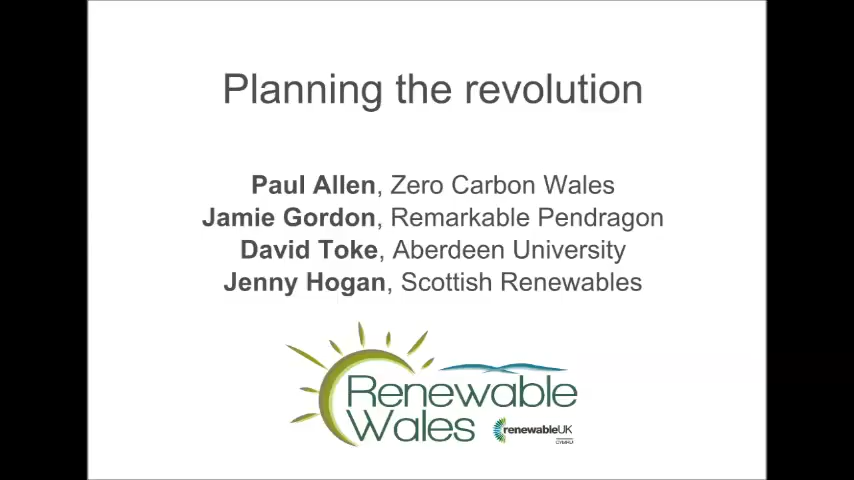 Planning the revolution
Paul Allen, Zero Carbon Wales
Jamie Gordon, Remarkable Pendragon
David Toke, Aberdeen University
Jenny Hogan, Scottish Renewables
Renewable
Wales
renewableUK
CYMRU